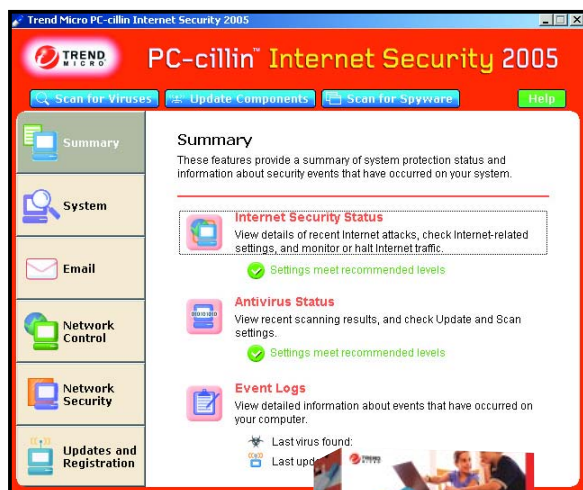 Trend Micro PC-cillin Internet Security 2005
TREND
MICRO
PC-cillin™ Internet Security 2005
Scan for Viruses
Update Components
Scan for Spyware
Help
Summary
System
Email
Network
Control
Network
Security
Updates and
Registration
Summary
These features provide a summary of system protection status and
information about security events that have occurred on your system.
Internet Security Status
View details of recent Internet attacks, check Internet-related
settings, and monitor or halt Internet traffic.
Settings meet recommended levels
Antivirus Status
View recent scanning results, and check Update and Scan
settings.
Settings meet recommended levels
Event Logs
View detailed information about events that have occurred on
your computer.
Last virus found:
Last upd
TREND